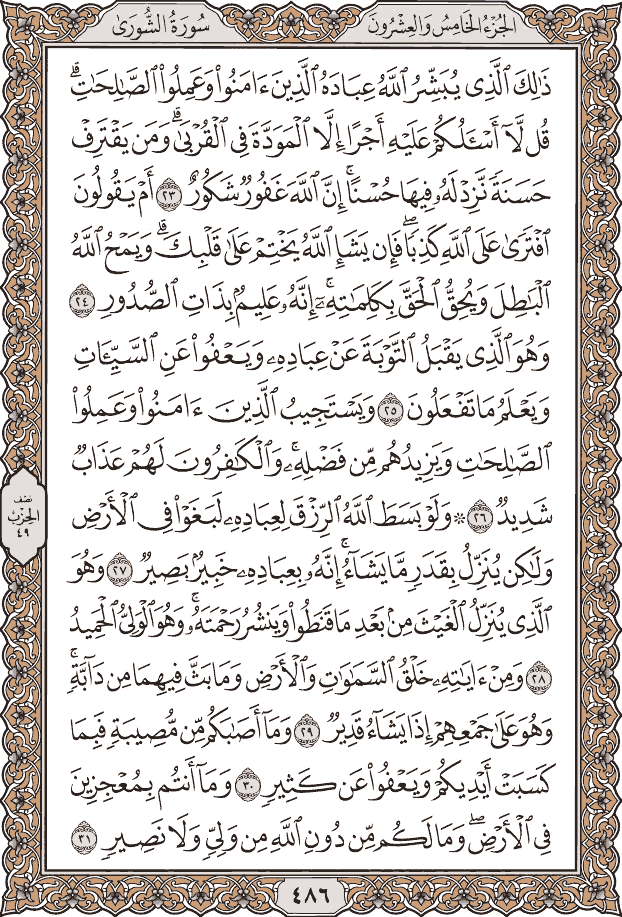 الجُزْءُ الخَامِسُ وَالعِشْرُونَ
سُورَةُ الشُّورَىٰ
ذَٰلِكَ ٱلَّذِى يُبَشِّرُ ٱللَّهُ عِبَادَهُ ٱلَّذِينَ ءَامَنُوا۟ وَعَمِلُوا۟ ٱلصَّـٰلِحَـٰتِ ۗ
قُل لَّآ أَسْـَٔلُكُمْ عَلَيْهِ أَجْرًا إِلَّا ٱلْمَوَدَّةَ فِى ٱلْقُرْبَىٰ ۗ وَمَن يَقْتَرِفْ
حَسَنَةً نَّزِدْ لَهُۥ فِيهَا حُسْنًا ۚ إِنَّ ٱللَّهَ غَفُورٌ شَكُورٌ ٢٣ أَمْ يَقُولُونَ
ٱفْتَرَىٰ عَلَى ٱللَّهِ كَذِبًا ۖ فَإِن يَشَإِ ٱللَّهُ يَخْتِمْ عَلَىٰ قَلْبِكَ ۗ وَيَمْحُ ٱللَّهُ
ٱلْبَـٰطِلَ وَيُحِقُّ ٱلْحَقَّ بِكَلِمَـٰتِهِۦٓ ۚ إِنَّهُۥ عَلِيمٌۢ بِذَاتِ ٱلصُّدُورِ ٢٤
وَهُوَ ٱلَّذِى يَقْبَلُ ٱلتَّوْبَةَ عَنْ عِبَادِهِۦ وَيَعْفُوا۟ عَنِ ٱلسَّيِّـَٔاتِ
وَيَعْلَمُ مَا تَفْعَلُونَ ٢٥ وَيَسْتَجِيبُ ٱلَّذِينَ ءَامَنُوا۟ وَعَمِلُوا۟
ٱلصَّـٰلِحَـٰتِ وَيَزِيدُهُم مِّن فَضْلِهِۦ ۚ وَٱلْكَـٰفِرُونَ لَهُمْ عَذَابٌ
شَدِيدٌ ٢٦ ۞ وَلَوْ بَسَطَ ٱللَّهُ ٱلرِّزْقَ لِعِبَادِهِۦ لَبَغَوْا۟ فِى ٱلْأَرْضِ
وَلَـٰكِن يُنَزِّلُ بِقَدَرٍ مَّا يَشَآءُ ۚ إِنَّهُۥ بِعِبَادِهِۦ خَبِيرٌۢ بَصِيرٌ ٢٧ وَهُوَ
ٱلَّذِى يُنَزِّلُ ٱلْغَيْثَ مِنۢ بَعْدِ مَا قَنَطُوا۟ وَيَنشُرُ رَحْمَتَهُۥ ۚ وَهُوَ ٱلْوَلِىُّ ٱلْحَمِيدُ
٢٨ وَمِنْ ءَايَـٰتِهِۦ خَلْقُ ٱلسَّمَـٰوَٰتِ وَٱلْأَرْضِ وَمَا بَثَّ فِيهِمَا مِن دَآبَّةٍ ۚ
وَهُوَ عَلَىٰ جَمْعِهِمْ إِذَا يَشَآءُ قَدِيرٌ ٢٩ وَمَآ أَصَـٰبَكُم مِّن مُّصِيبَةٍ فَبِمَا
كَسَبَتْ أَيْدِيكُمْ وَيَعْفُوا۟ عَن كَثِيرٍ ٣٠ وَمَآ أَنتُم بِمُعْجِزِينَ
فِى ٱلْأَرْضِ ۖ وَمَا لَكُم مِّن دُونِ ٱللَّهِ مِن وَلِىٍّ وَلَا نَصِيرٍ ٣١
نِصْف
الحِزْب
٤٩
٤٨٦